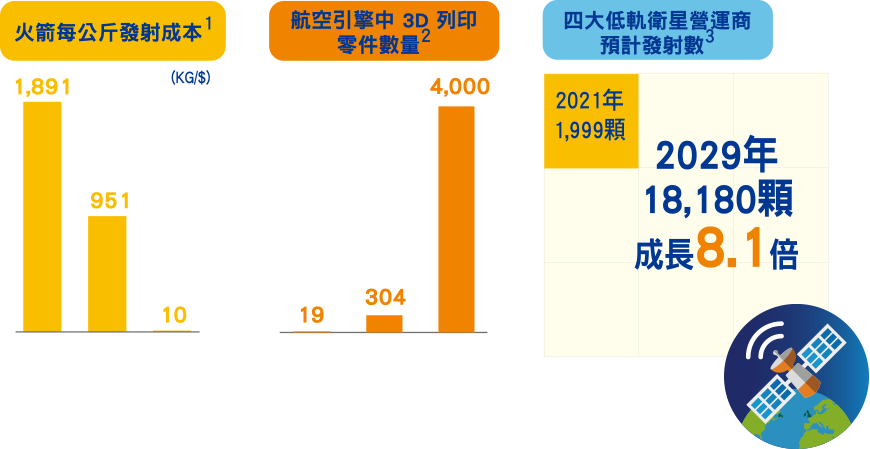 火箭每公斤發射成本1
(KG/$)
1,891
951
10
航空引擎中 3D 列印
零件數量2
4,000
304
19
四大低軌衛星營運商
預計發射數3
2021年
1,999顆
2029年
18,180顆
成長8.1倍